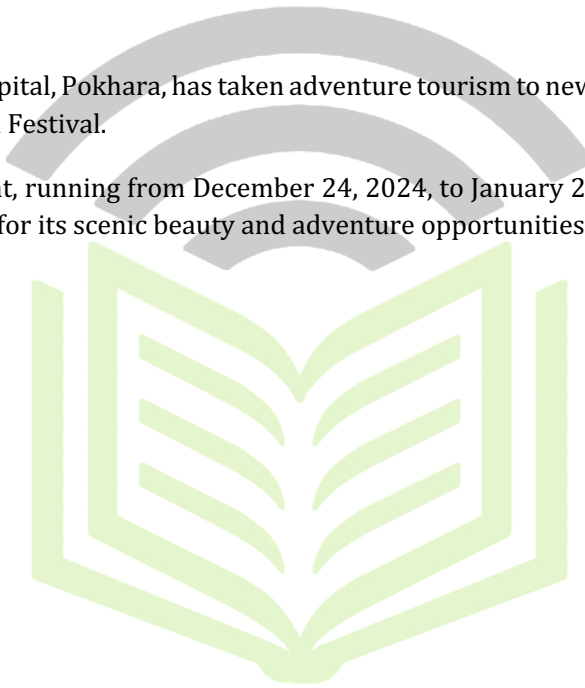 pital, Pokhara, has taken adventure tourism to new
Festival.
t, running from December 24, 2024, to January 2
for its scenic beauty and adventure opportunities